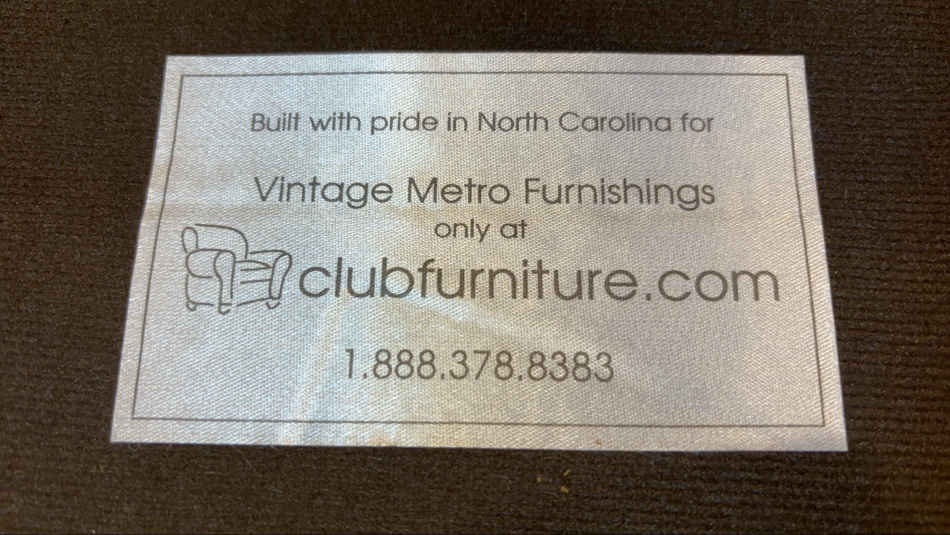 Built with pride in North Carolina for
Vintage Metro Furnishings
only at
clubfurniture.com
1.888.378.8383